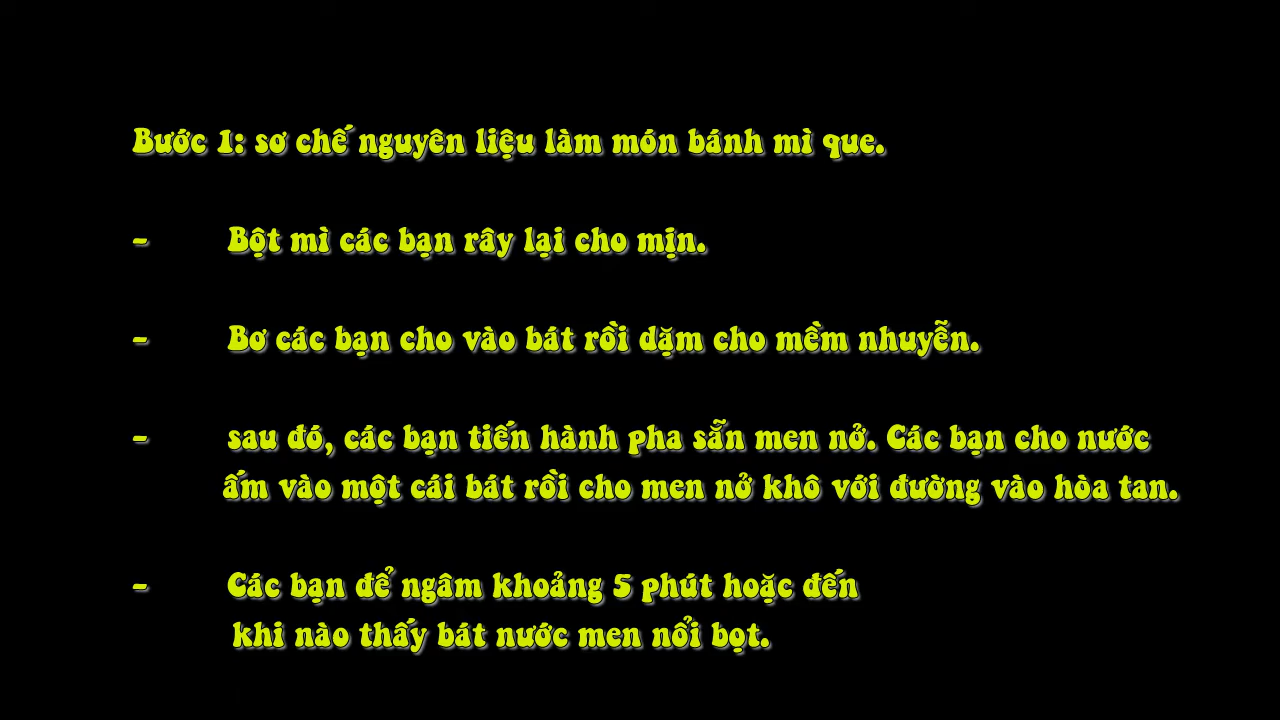 Bước 1: sơ chế nguyên liệu làm món bánh mì que.
- Bột mì các bạn rây lại cho mịn.
- Bơ các bạn cho vào bát rồi dặm cho mềm nhuyễn.
- sau đó, các bạn tiến hành pha sẵn men nở. Các bạn cho nước
ấm vào một cái bát rồi cho men nở khô với đường vào hòa tan.
- Các bạn để ngâm khoảng 5 phút hoặc đến
khi nào thấy bát nước men nổi bọt.